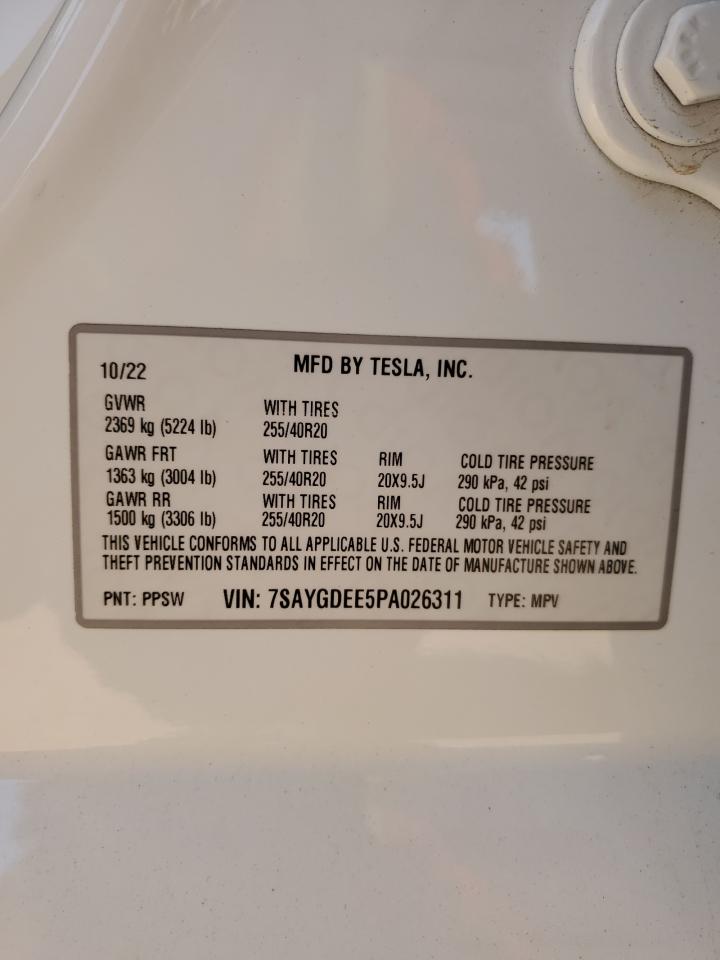 10/22 MFD BY TESLA, INC.
GVWR WITH TIRES
2369 kg (5224 lb) 255/40R20
GAWR FRT WITH TIRES RIM COLD TIRE PRESSURE
1363 kg (3004 lb) 255/40R20 20X9.5J 290 kPa, 42 psi
GAWR RR WITH TIRES RIM COLD TIRE PRESSURE
1500 kg (3306 lb) 255/40R20 20X9.5J 290 kPa, 42 psi
THIS VEHICLE CONFORMS TO ALL APPLICABLE U.S. FEDERAL MOTOR VEHICLE SAFETY AND
THEFT PREVENTION STANDARDS IN EFFECT ON THE DATE OF MANUFACTURE SHOWN ABOVE.
PNT: PPSW VIN: 7SAYGDEE5PA026311 TYPE: MPV